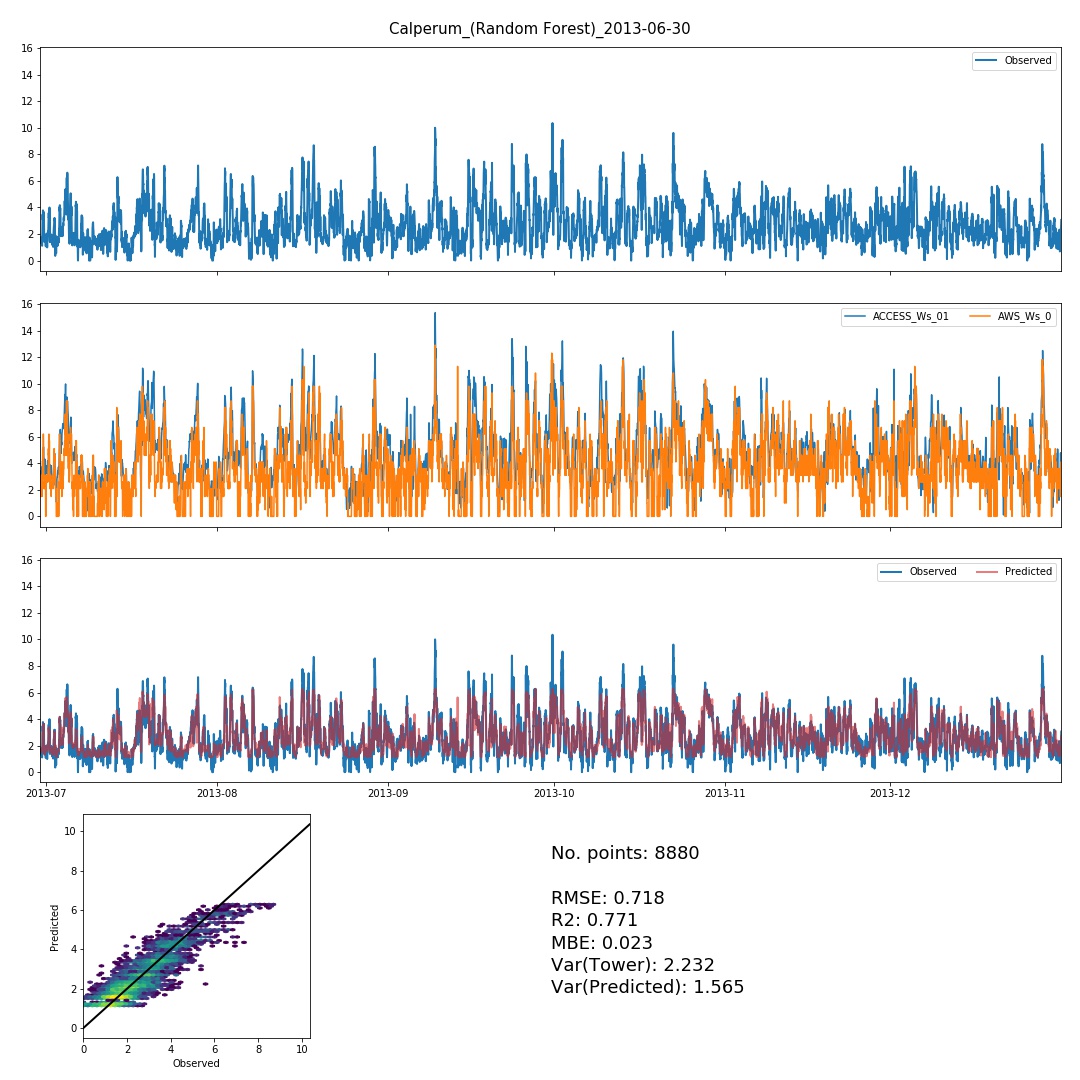 Calperum_(Random Forest)_2013-06-30
16
14
12
10
8
6
4
2
0
Observed
16
14
12
10
8
6
4
2
0
ACCESS_Ws_01 AWS_Ws_0
16
14
12
10
8
6
4
2
0
Observed Predicted
2013-07 2013-08 2013-09 2013-10 2013-11 2013-12
10
8
6
4
2
0
Predicted
0 2 4 6 8 10
Observed
No. points: 8880
RMSE: 0.718
R2: 0.771
MBE: 0.023
Var(Tower): 2.232
Var(Predicted): 1.565